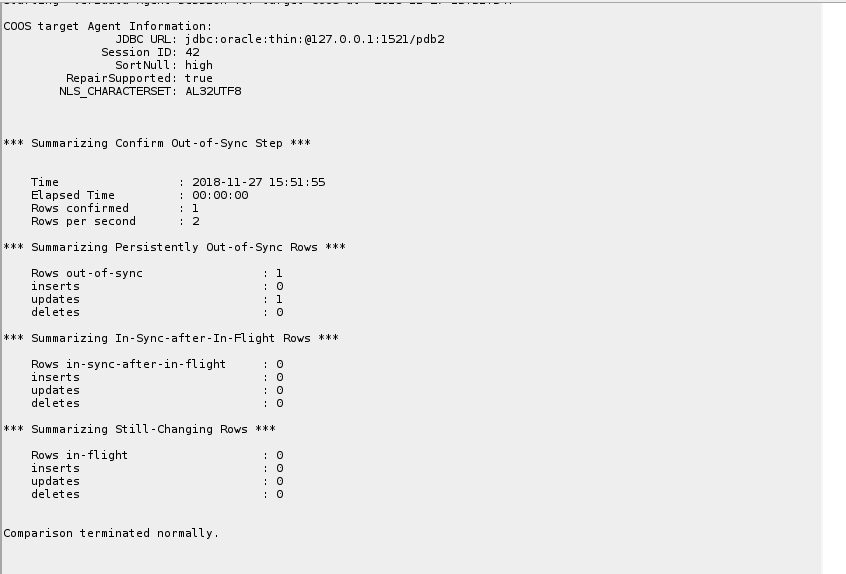 COOS target Agent Information:
JDBC URL: jdbc:oracle:thin:@127.0.0.1:1521/pdb2
Session ID: 42
SortNull: high
RepairSupported: true
NLS_CHARACTERSET: AL32UTF8
*** Summarizing Confirm Out-of-Sync Step ***
Time : 2018-11-27 15:51:55
Elapsed Time : 00:00:00
Rows confirmed : 1
Rows per second : 2
*** Summarizing Persistently Out-of-Sync Rows ***
Rows out-of-sync : 1
inserts : 0
updates : 1
deletes : 0
*** Summarizing In-Sync-after-In-Flight Rows ***
Rows in-sync-after-in-flight : 0
inserts : 0
updates : 0
deletes : 0
*** Summarizing Still-Changing Rows ***
Rows in-flight : 0
inserts : 0
updates : 0
deletes : 0
Comparison terminated normally.